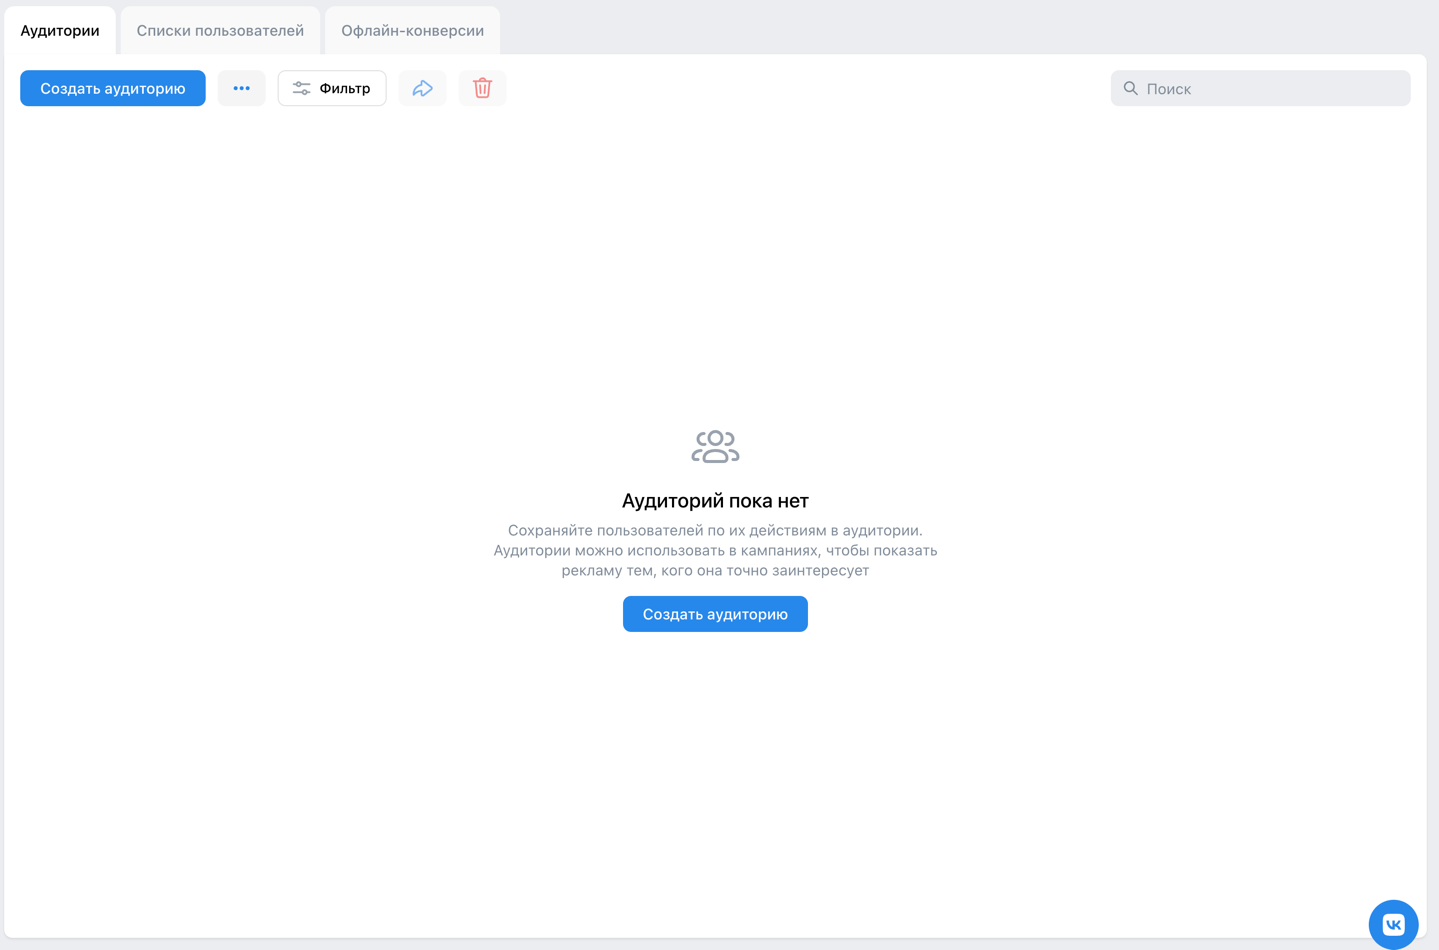 Аудитории
Списки пользователей
Офлайн-конверсии
Создать аудиторию
Фильтр
Поиск
Аудиторий пока нет
Сохраняйте пользователей по их действиям в аудитории.
Аудитории можно использовать в кампаниях, чтобы показать
рекламу тем, кого она точно заинтересует
Создать аудиторию